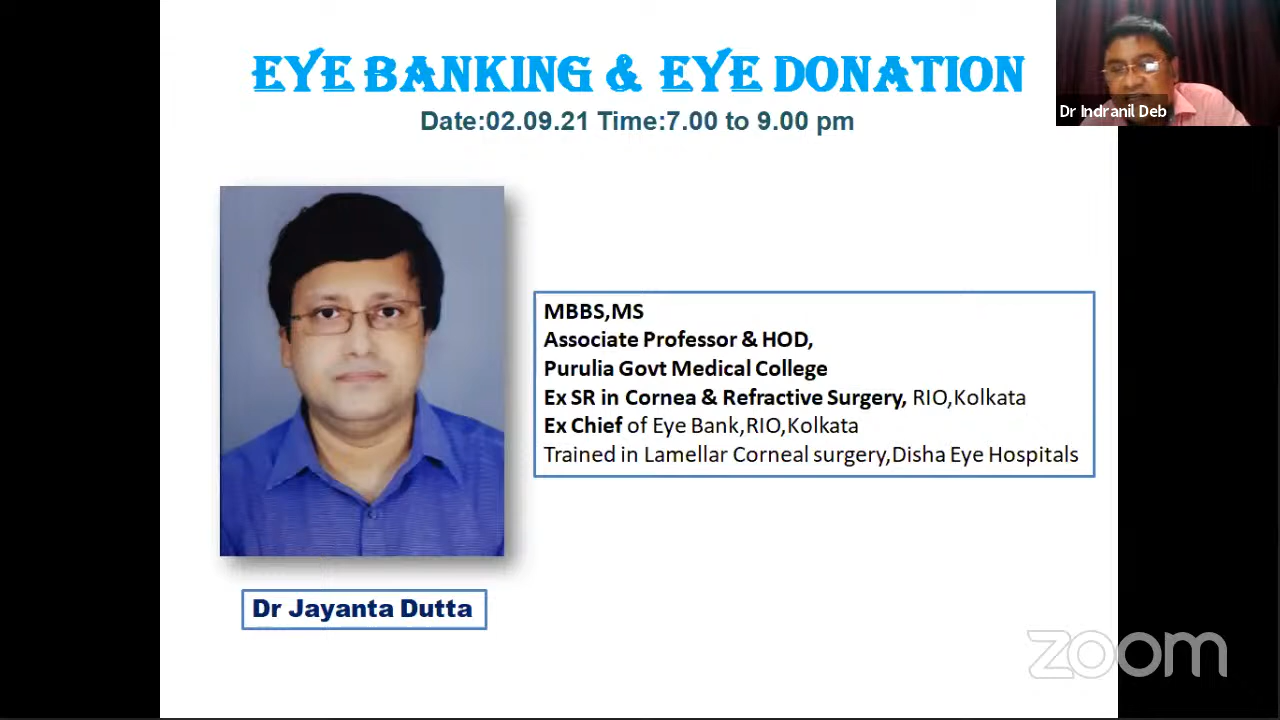 EYE BANKING & EYE DONATION
Date:02.09.21 Time:7.00 to 9.00 pm
Dr Indranil Deb
MBBS,MS
Associate Professor & HOD,
Purulia Govt Medical College
Ex SR in Cornea & Refractive Surgery, RIO,Kolkata
Ex Chief of Eye Bank,RIO,Kolkata
Trained in Lamellar Corneal surgery,Disha Eye Hospitals
Dr Jayanta Dutta
zoom